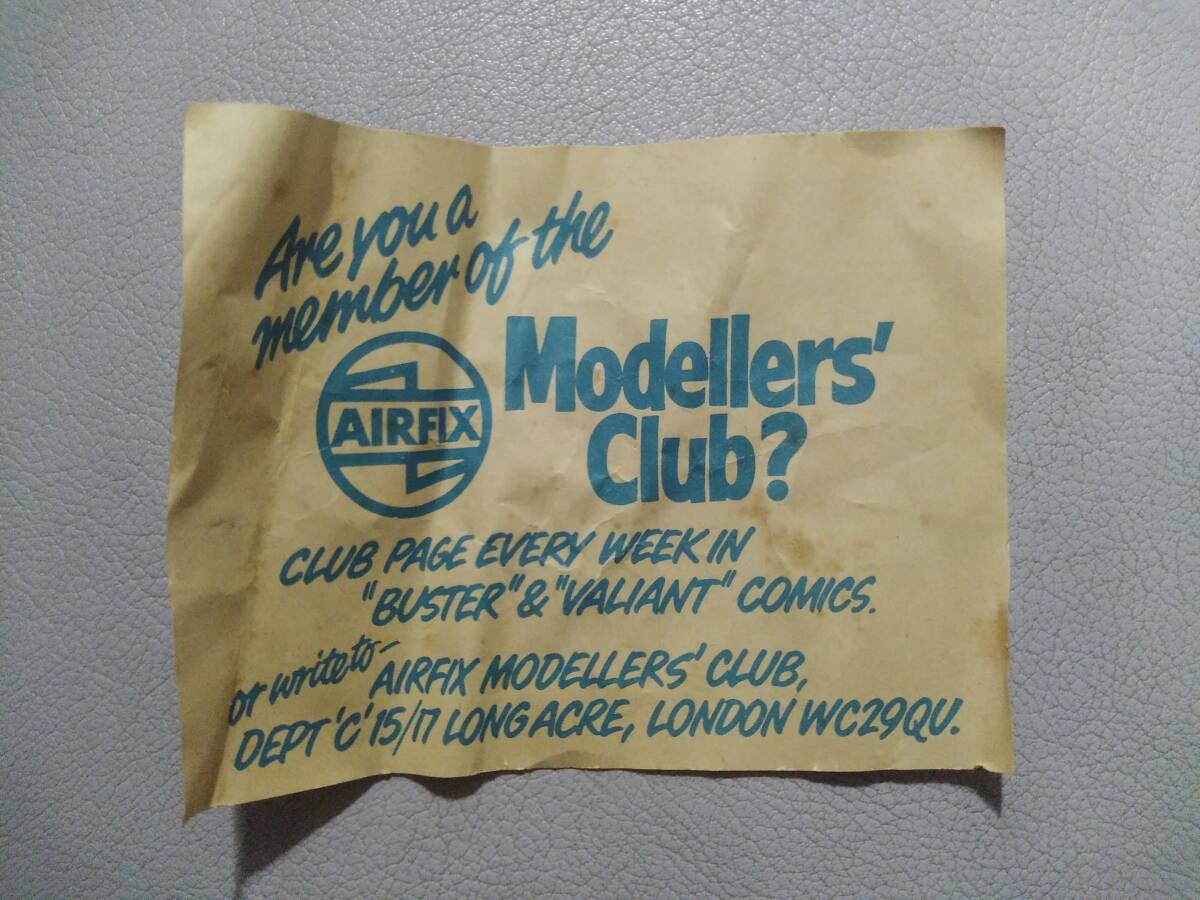 Are you a
member of the
AIRFIX
Modellers'
Club?
CLUB PAGE EVERY WEEK IN
"BUSTER" & "VALIANT" COMICS.
or write to-
AIRFIX MODELLERS' CLUB,
DEPT 'C' 15/17 LONG ACRE, LONDON WC29QU.